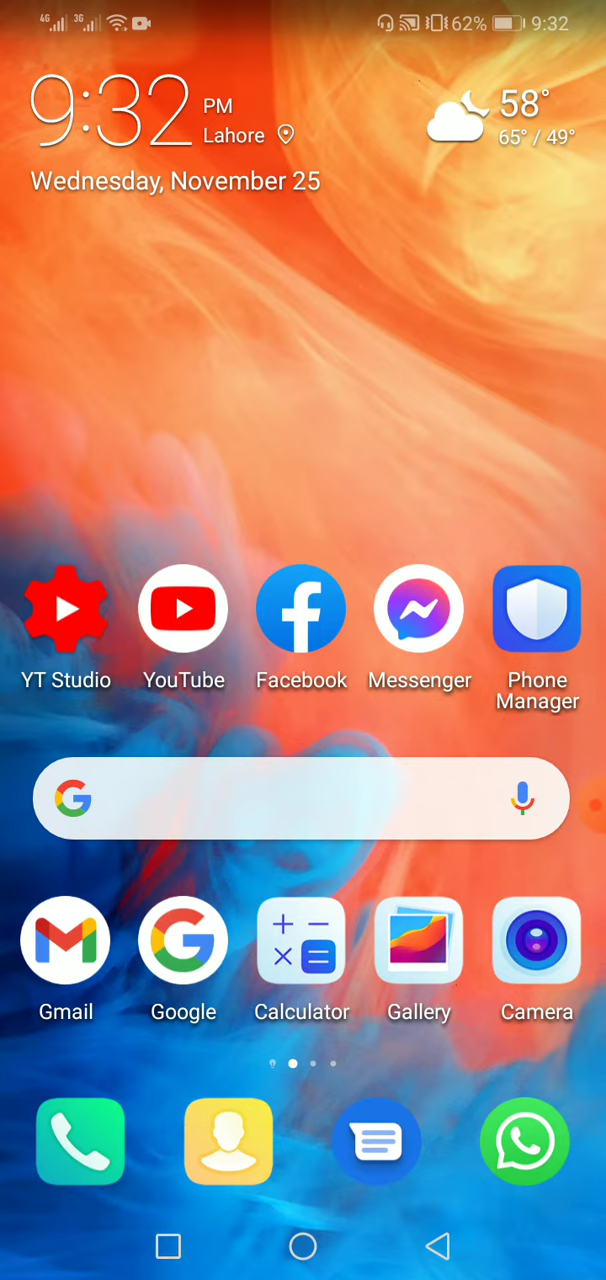 4G 3G 62% 9:32
9:32 PM
Lahore
58°
65° / 49°
Wednesday, November 25
YT Studio YouTube Facebook Messenger Phone Manager
Gmail Google Calculator Gallery Camera